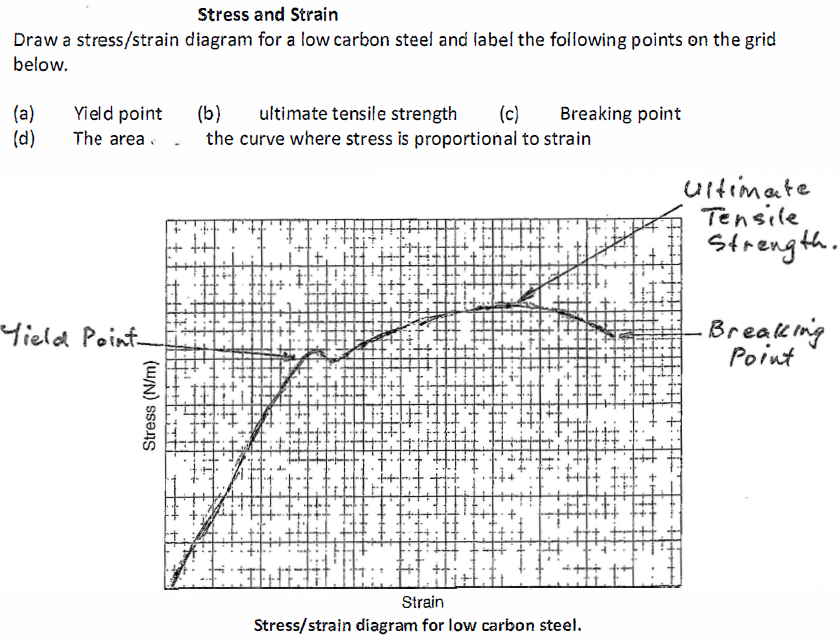 Stress and Strain
Draw a stress/strain diagram for a low carbon steel and label the following points on the grid
below.
(a) Yield point (b) ultimate tensile strength (c) Breaking point
(d) The area the curve where stress is proportional to strain
Ultimate
Tensile
Strength.
Yield Point
Breaking
Point
Stress (N/m)
Strain
Stress/strain diagram for low carbon steel.